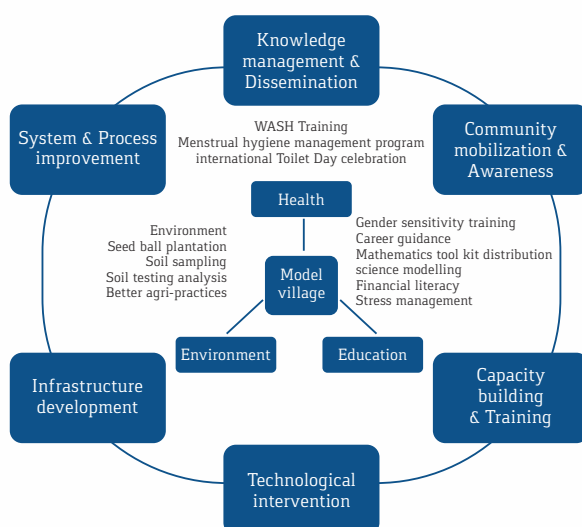 Knowledge
management &
Dissemination
System & Process
improvement
Community
mobilization &
Awareness
WASH Training
Menstrual hygiene management program
international Toilet Day celebration
Health
Environment
Seed ball plantation
Soil sampling
Soil testing analysis
Better agri-practices
Gender sensitivity training
Career guidance
Mathematics tool kit distribution
science modelling
Financial literacy
Stress management
Model
village
Environment
Education
Infrastructure
development
Capacity
building
& Training
Technological
intervention